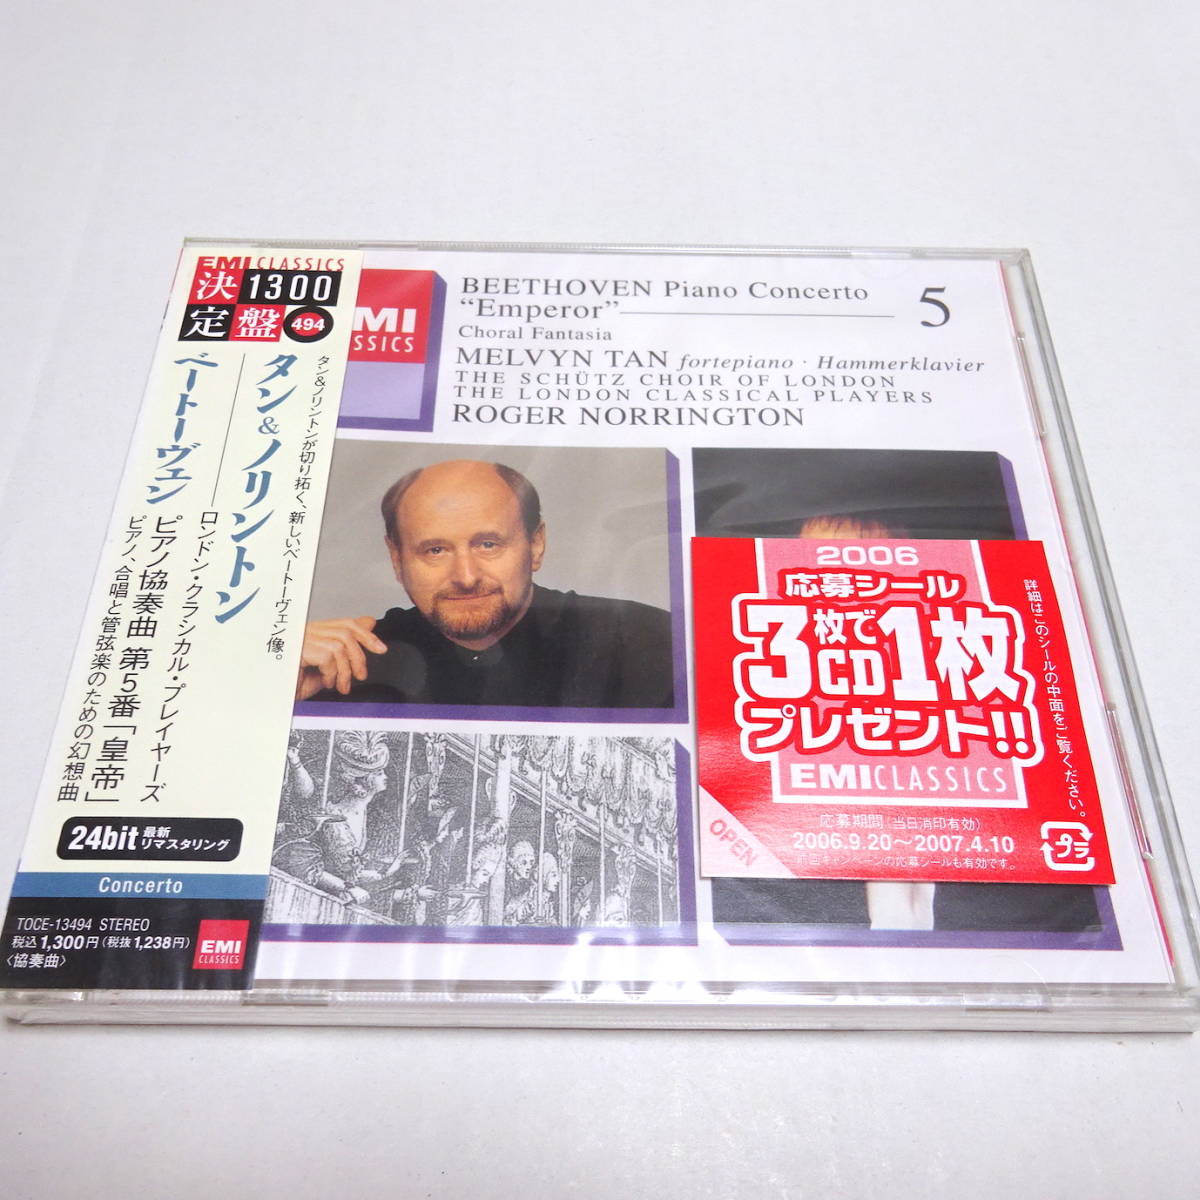 EMI CLASSICS
決定盤
1300
494
タン&ノリントンが切り拓く、新しいベートーヴェン像。
タン&ノリントン
ロンドン・クラシカル・プレイヤーズ
ベートーヴェン
ピアノ協奏曲 第5番「皇帝」
ピアノ、合唱と管弦楽のための幻想曲
24bit 最新リマスタリング
Concerto
TOCE-13494 STEREO
税込1,300円(税抜1,238円)
〈協奏曲〉
EMI
CLASSICS
EMI
CLASSICS
BEETHOVEN Piano Concerto
“Emperor” 5
Choral Fantasia
MELVYN TAN fortepiano · Hammerklavier
THE SCHÜTZ CHOIR OF LONDON
THE LONDON CLASSICAL PLAYERS
ROGER NORRINGTON
2006
応募シール
3枚でCD1枚
プレゼント!!
EMI CLASSICS
詳細はこのシールの中面をご覧ください。
応募期間(当日消印有効)
2006.9.20～2007.4.10
前回キャンペーンの応募シールも有効です。
OPEN
プラ